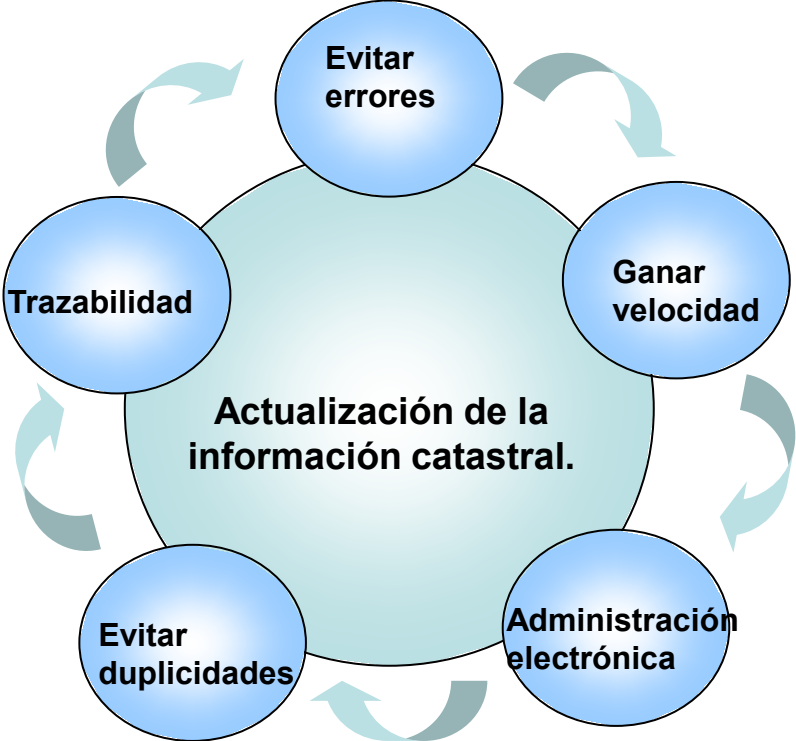 Evitar
errores
Ganar
velocidad
Trazabilidad
Actualización de la
información catastral.
Administración
electrónica
Evitar
duplicidades